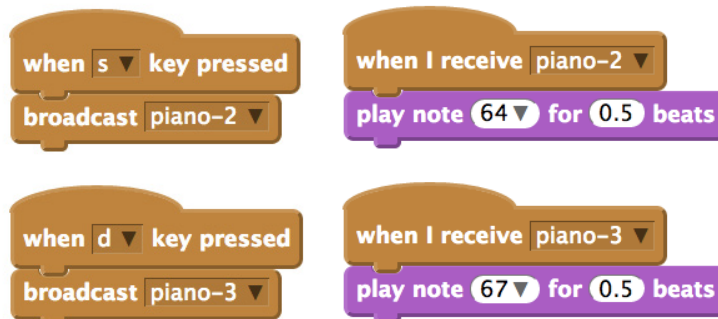 when s key pressed
broadcast piano-2
when I receive piano-2
play note 64 for 0.5 beats
when d key pressed
broadcast piano-3
when I receive piano-3
play note 67 for 0.5 beats